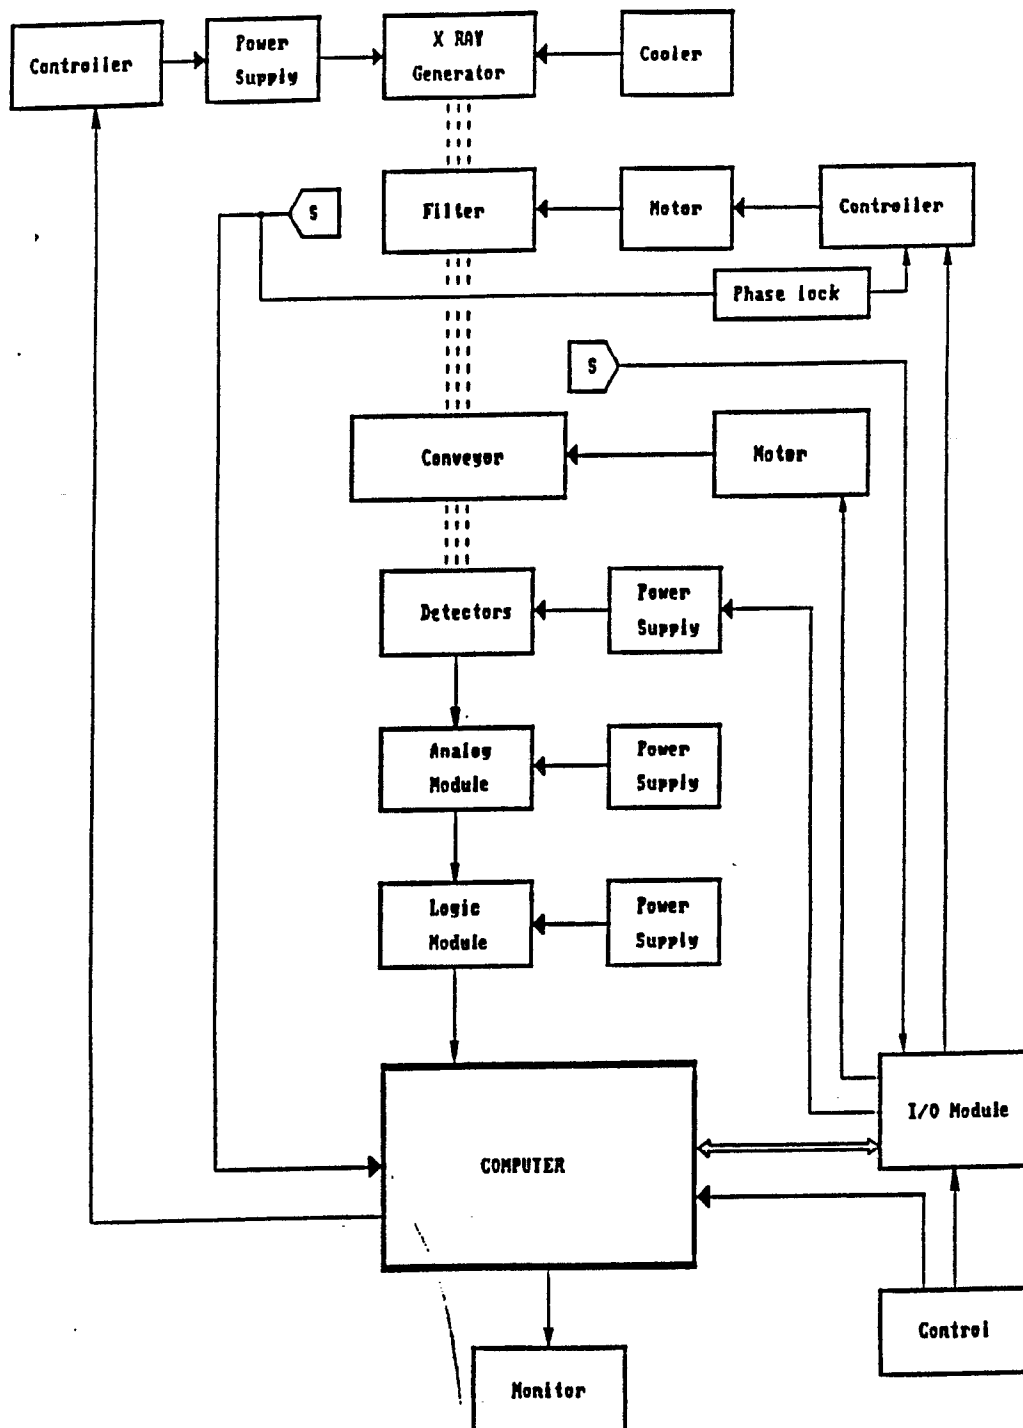 Controller
Power
Supply
X RAY
Generator
Cooler
S
Filter
Motor
Controller
Phase lock
S
Conveyor
Motor
Detectors
Power
Supply
Analog
Module
Power
Supply
Logic
Module
Power
Supply
COMPUTER
I/O Module
Control
Monitor